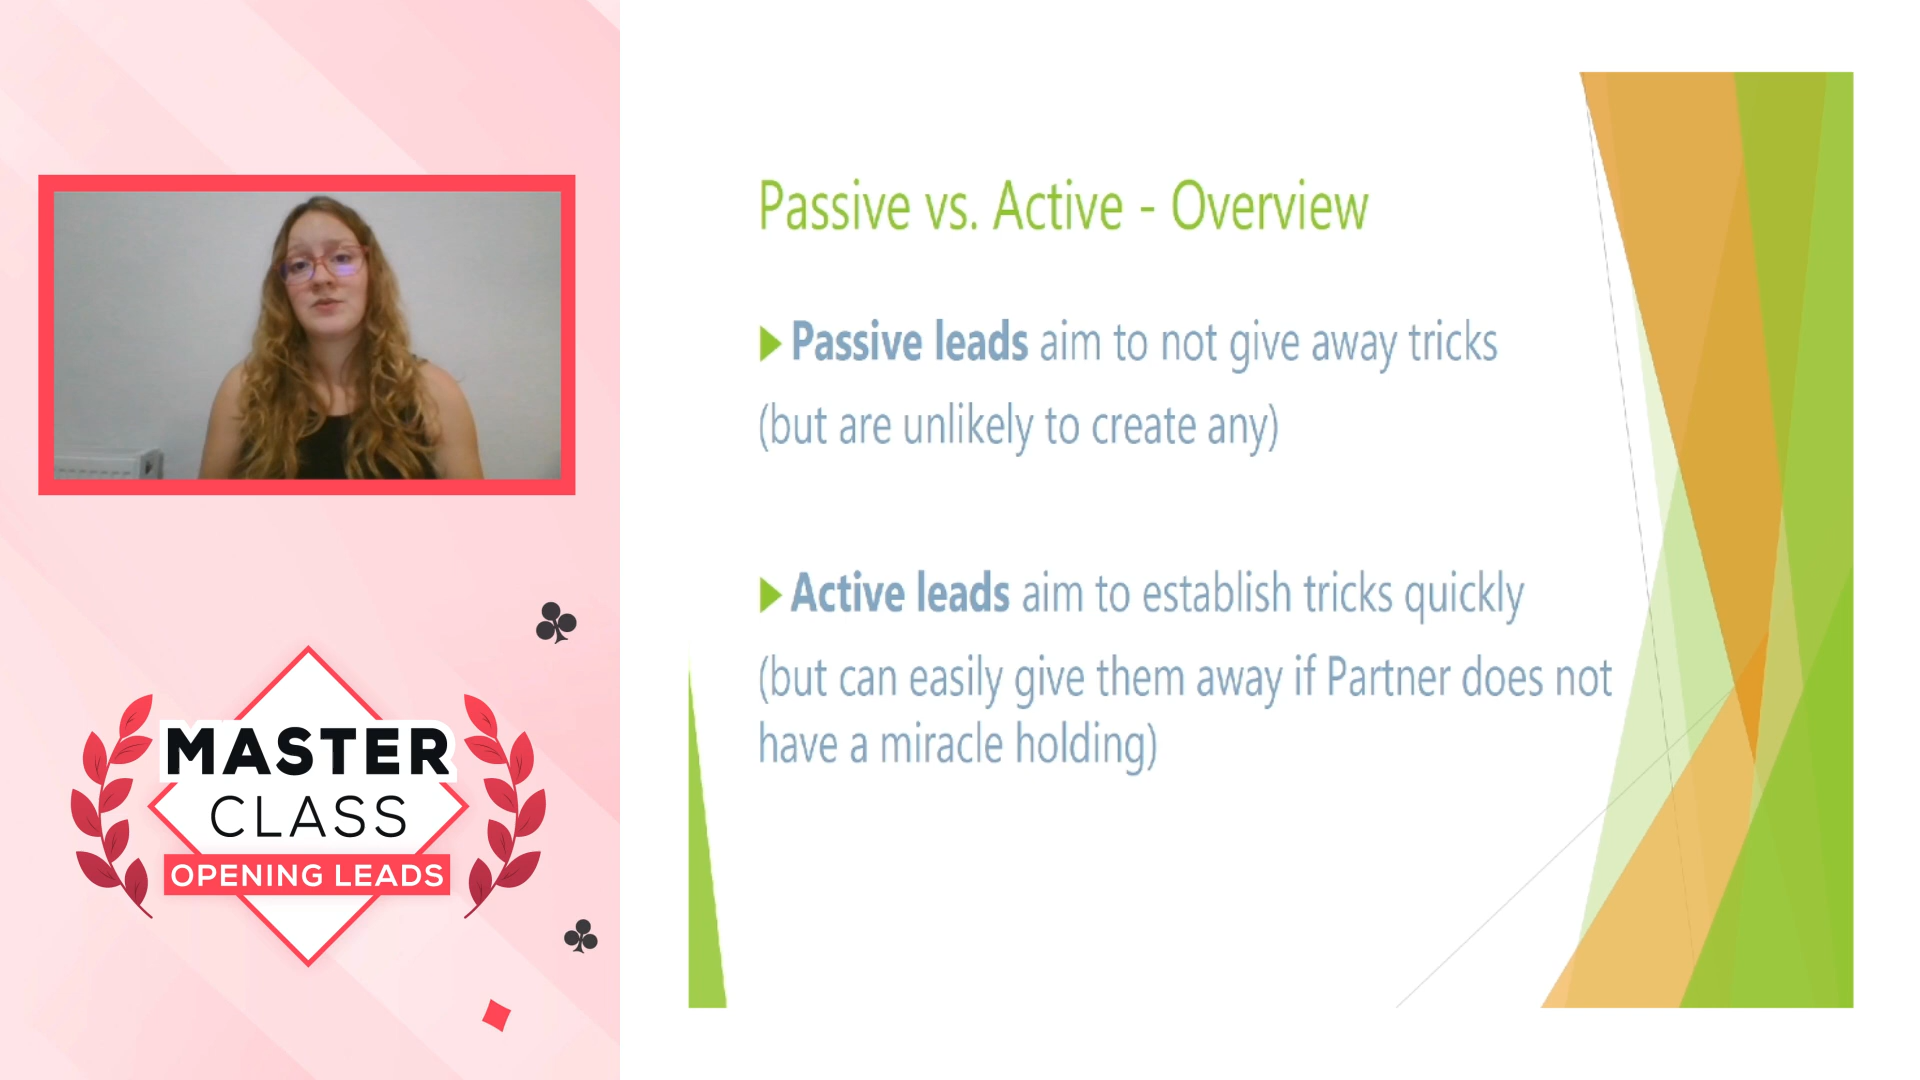 MASTER
CLASS
OPENING LEADS
Passive vs. Active - Overview
Passive leads aim to not give away tricks
(but are unlikely to create any)
Active leads aim to establish tricks quickly
(but can easily give them away if Partner does not
have a miracle holding)